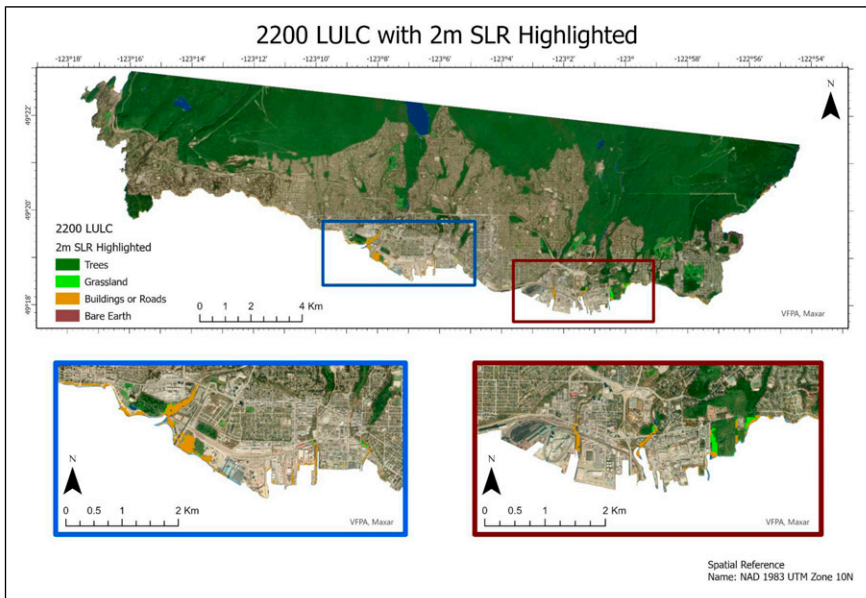 2200 LULC with 2m SLR Highlighted
-123°18'
-123°16'
-123°14'
-123°12'
-123°10'
-123°8'
-123°6'
-123°4'
-123°2'
-123°
-122°58'
-122°56'
-122°54'
49°22'
49°20'
49°18'
N
2200 LULC
2m SLR Highlighted
Trees
Grassland
Buildings or Roads
Bare Earth
0 2 4 Km
VFPA, Maxar
N
0 0.5 1 2 Km
VFPA, Maxar
N
0 0.5 1 2 Km
VFPA, Maxar
Spatial Reference
Name: NAD 1983 UTM Zone 10N